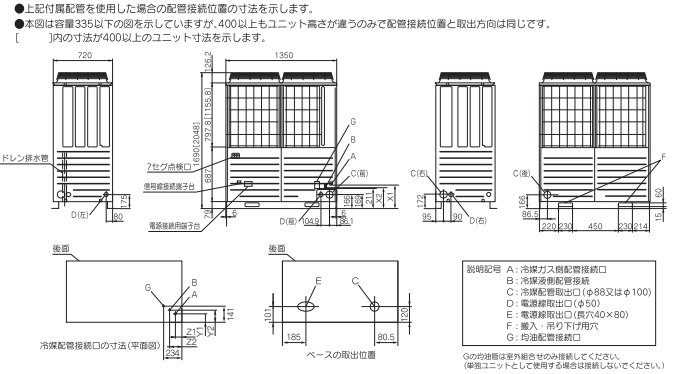 ●上記付属配管を使用した場合の配管接続位置の寸法を示します。
●本図は容量335以下の図を示していますが、400以上もユニット高さが違うのみで配管接続位置と取出方向は同じです。
[　　]内の寸法が400以上のユニット寸法を示します。
720
ドレン排水管
D(左)
175
80
1350
126.2
797.8[1155.8]
1690[2048]
687
79
7セグ点検口
信号線接続端子台
電源接続用端子台
6
D(前)
104.9
6
86.1
G
B
A
C(前)
166
162
211
X2
X1
C(右)
172
95
90
D(右)
C(後)
166
86.5
220
230
450
230
214
F
60
15
後面
G
B
A
Y1
Y2
141
Z1
Z2
234
冷媒配管接続口の寸法(平面図)
後面
E
C
101
120
185
80.5
ベースの取出位置
説明記号 A：冷媒ガス側配管接続口
B：冷媒液側配管接続
C：冷媒配管取出口(φ88又はφ100)
D：電源線取出口(φ50)
E：電源線取出口(長穴40×80)
F：搬入・吊り下げ用穴
G：均油配管接続口
Gの均油管は室外組合せのみ接続してください。
(単独ユニットとして使用する場合は接続しないでください。)